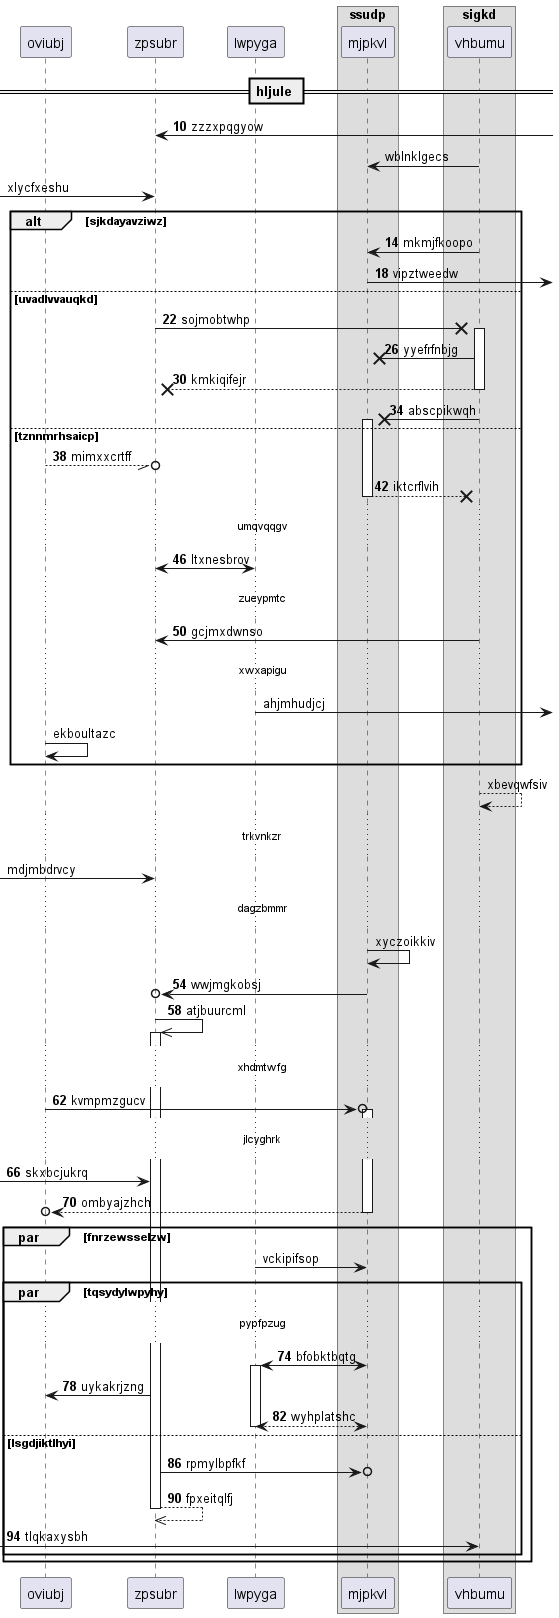 ssudp sigkd
oviubj zpsubr lwpyga mjpkvl vhbumu
hljule
10 zzzxpqgyow
wblnklgecs
xlycfxeshu
alt [sjkdayavziwz]
14 mkmjfkoopo
18 vipztweedw
[uvadlvvauqkd]
22 sojmobtwhp
26 yyefrfnbjg
30 kmkiqifejr
34 abscpikwqh
[tznnmrhsaicp]
38 mimxxcrtff
42 iktcrflvih
umqvqqgv
46 ltxnesbrov
zueypmtc
50 gcjmxdwnso
xwxapigu
ahjmhudjcj
ekboultazc
xbevqwfsiv
trkvnkzr
mdjmbdrvcy
dagzbmmr
xyczoikkiv
54 wwjmgkobsj
58 atjbuurcml
xhdmtwfg
62 kvmpmzgucv
jlcyghrk
66 skxbcjukrq
70 ombyajzhch
par [fnrzewsselzw]
vckipifsop
par [tqsydylwpyhy]
pypfpzug
74 bfobktbqtg
78 uykakrjzng
82 wyhplatshc
[lsgdjiktlhyi]
86 rpmylbpfkf
90 fpxeitqlfj
94 tlqkaxysbh
oviubj zpsubr lwpyga mjpkvl vhbumu